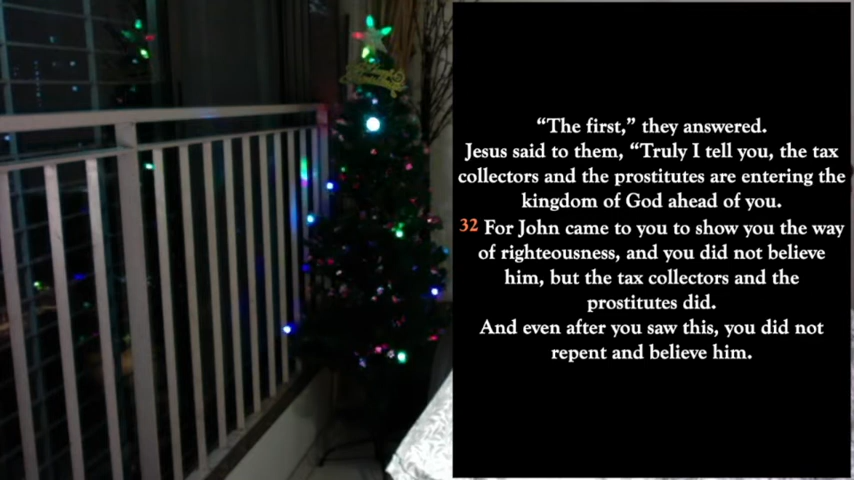 “The first,” they answered.
Jesus said to them, “Truly I tell you, the tax
collectors and the prostitutes are entering the
kingdom of God ahead of you.
32 For John came to you to show you the way
of righteousness, and you did not believe
him, but the tax collectors and the
prostitutes did.
And even after you saw this, you did not
repent and believe him.